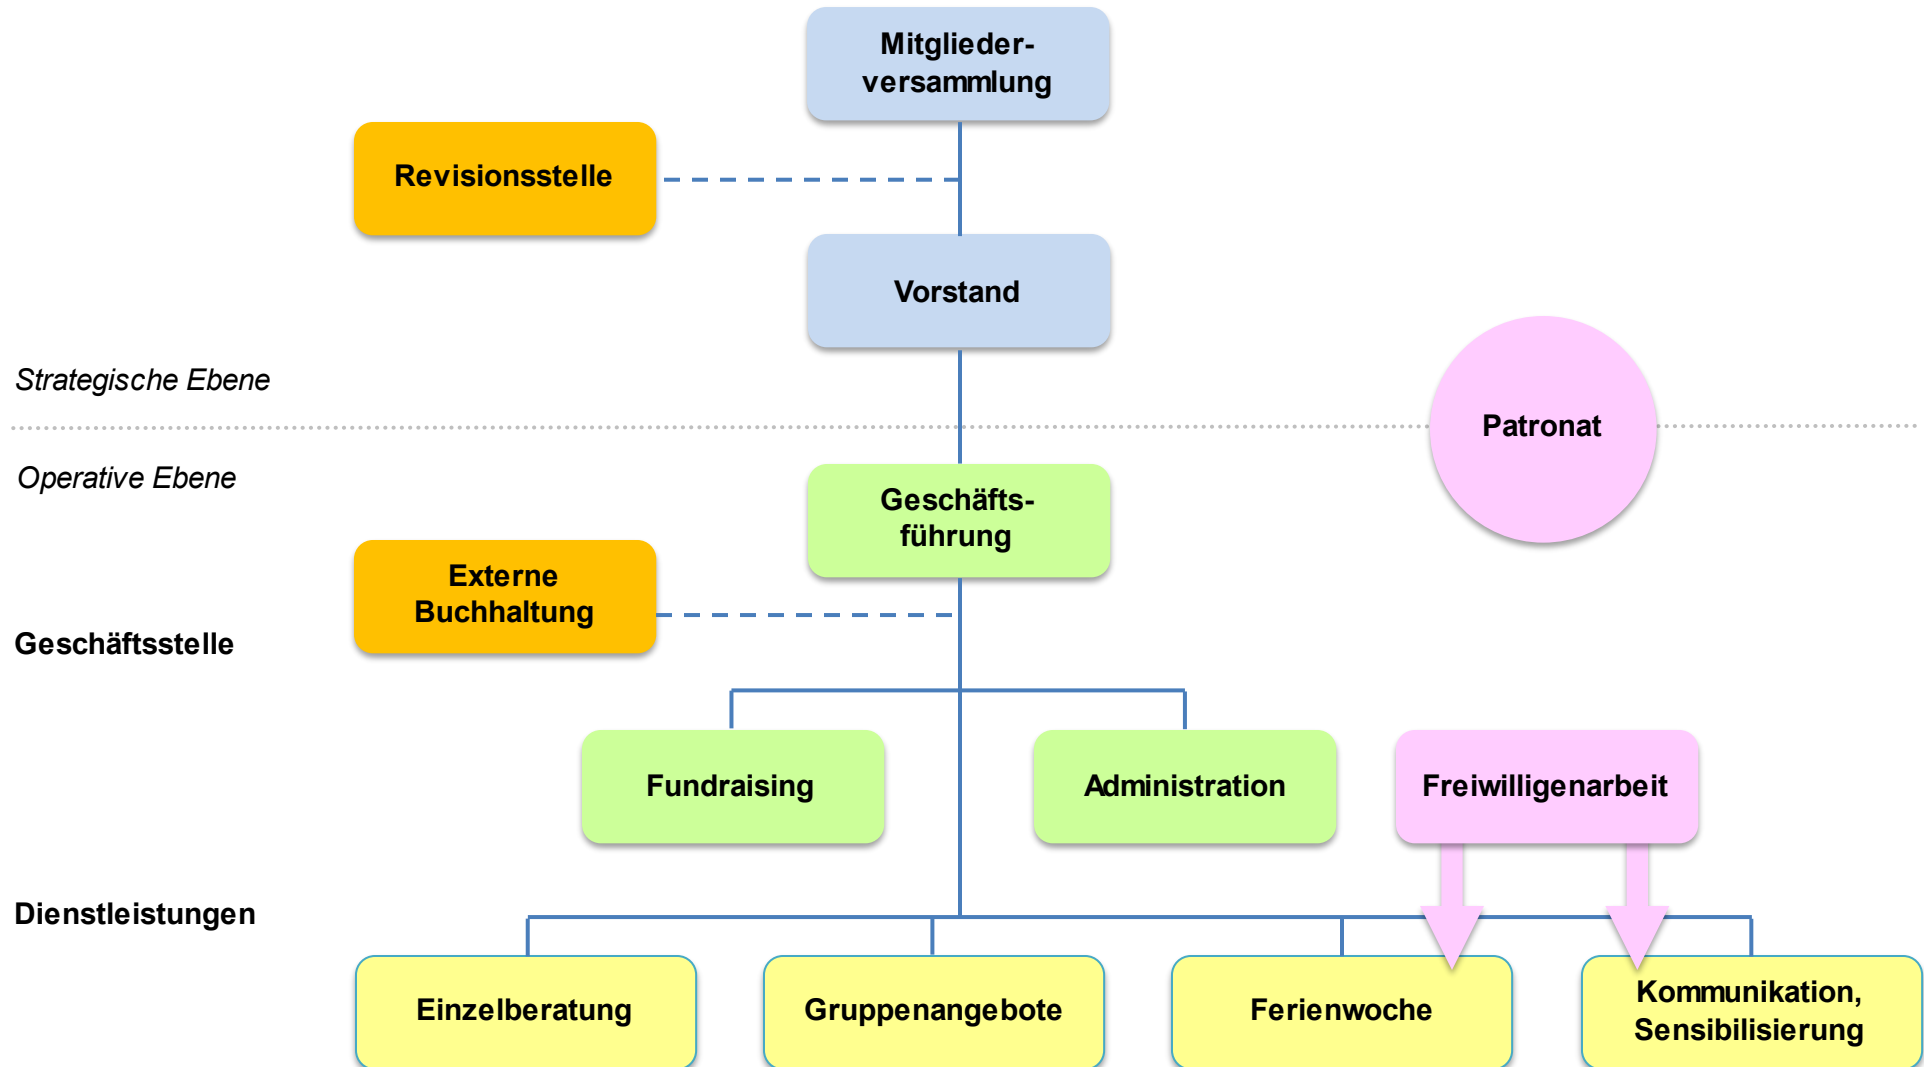 Mitglieder-
versammlung
Revisionsstelle
Vorstand
Strategische Ebene
Patronat
Operative Ebene
Geschäfts-
führung
Externe
Buchhaltung
Geschäftsstelle
Fundraising
Administration
Freiwilligenarbeit
Dienstleistungen
Einzelberatung
Gruppenangebote
Ferienwoche
Kommunikation,
Sensibilisierung